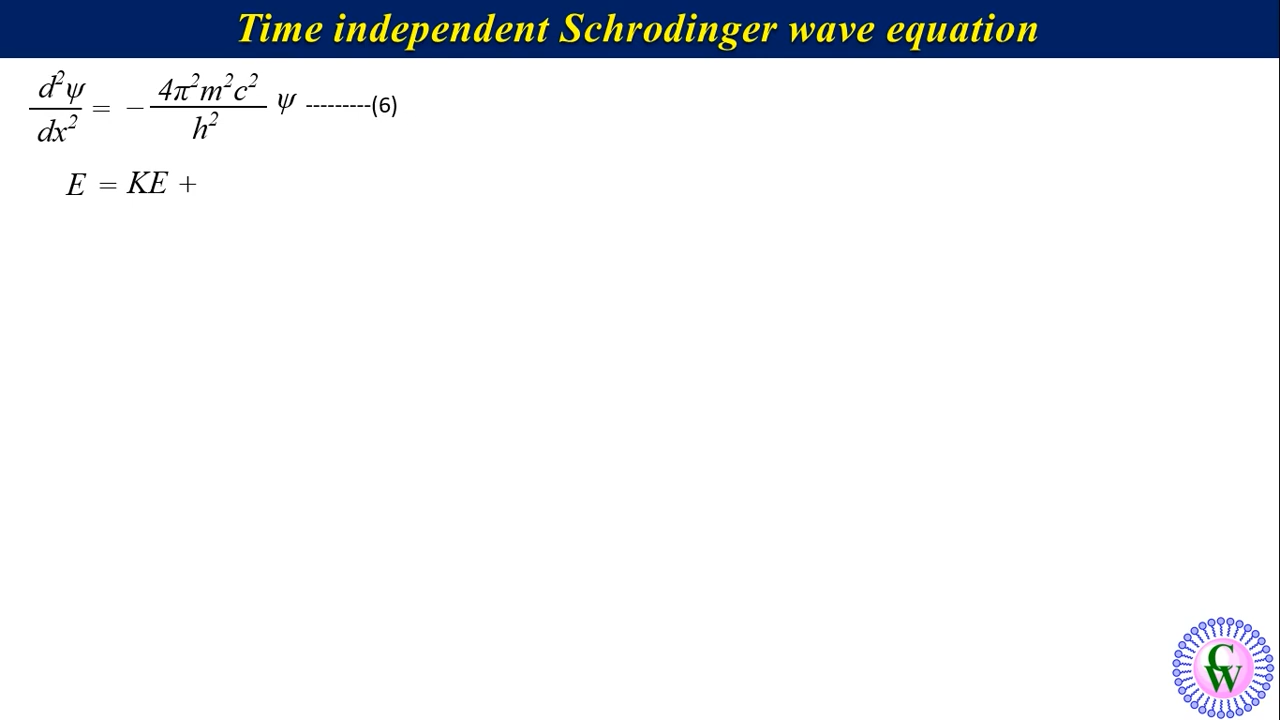 Time independent Schrodinger wave equation
d²ψ/dx² = − 4π²m²c²/h² ψ ---------(6)
E = KE +
CW